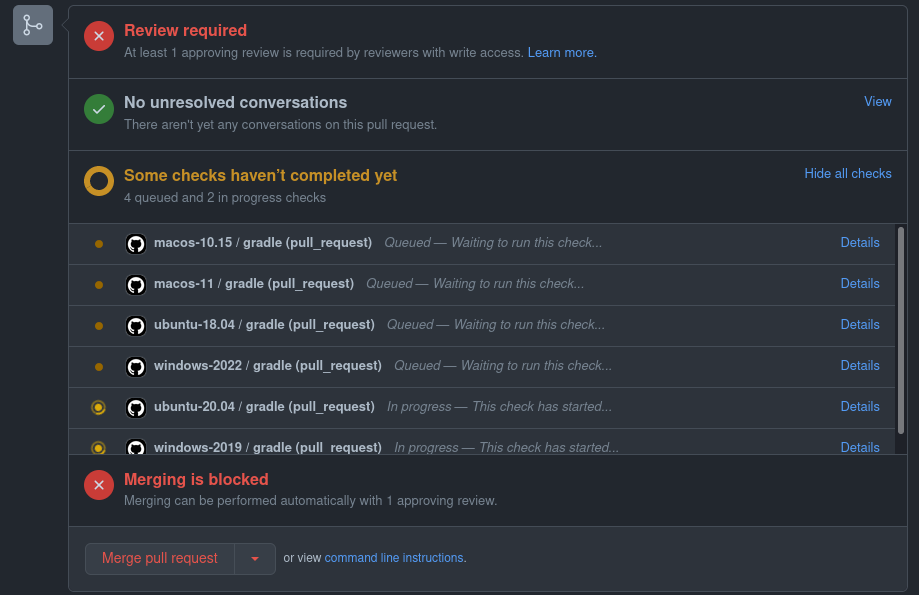 Review required
At least 1 approving review is required by reviewers with write access. Learn more.
No unresolved conversations
View
There aren't yet any conversations on this pull request.
Some checks haven’t completed yet
Hide all checks
4 queued and 2 in progress checks
macos-10.15 / gradle (pull_request) Queued — Waiting to run this check... Details
macos-11 / gradle (pull_request) Queued — Waiting to run this check... Details
ubuntu-18.04 / gradle (pull_request) Queued — Waiting to run this check... Details
windows-2022 / gradle (pull_request) Queued — Waiting to run this check... Details
ubuntu-20.04 / gradle (pull_request) In progress — This check has started... Details
windows-2019 / gradle (pull_request) In progress — This check has started... Details
Merging is blocked
Merging can be performed automatically with 1 approving review.
Merge pull request or view command line instructions.